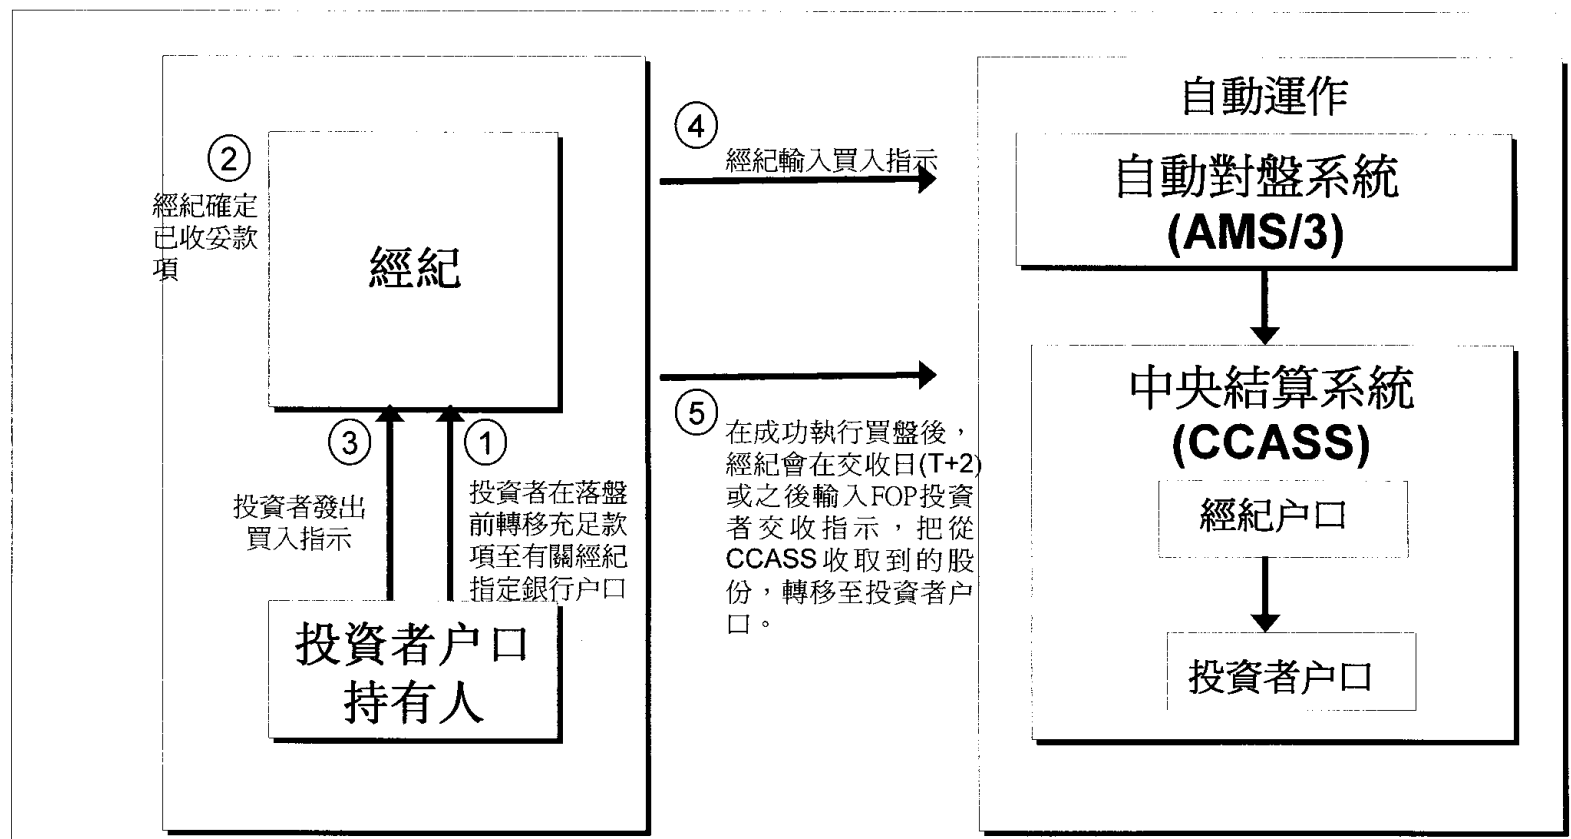 ②
經紀確定
已收妥款
項
經紀
③
投資者發出
買入指示
①
投資者在落盤
前轉移充足款
項至有關經紀
指定銀行户口
投資者户口
持有人
④
經紀輸入買入指示
⑤
在成功執行買盤後，
經紀會在交收日(T+2)
或之後輸入FOP投資
者交收指示，把從
CCASS收取到的股
份，轉移至投資者户
口。
自動運作
自動對盤系統
(AMS/3)
中央結算系統
(CCASS)
經紀户口
投資者户口